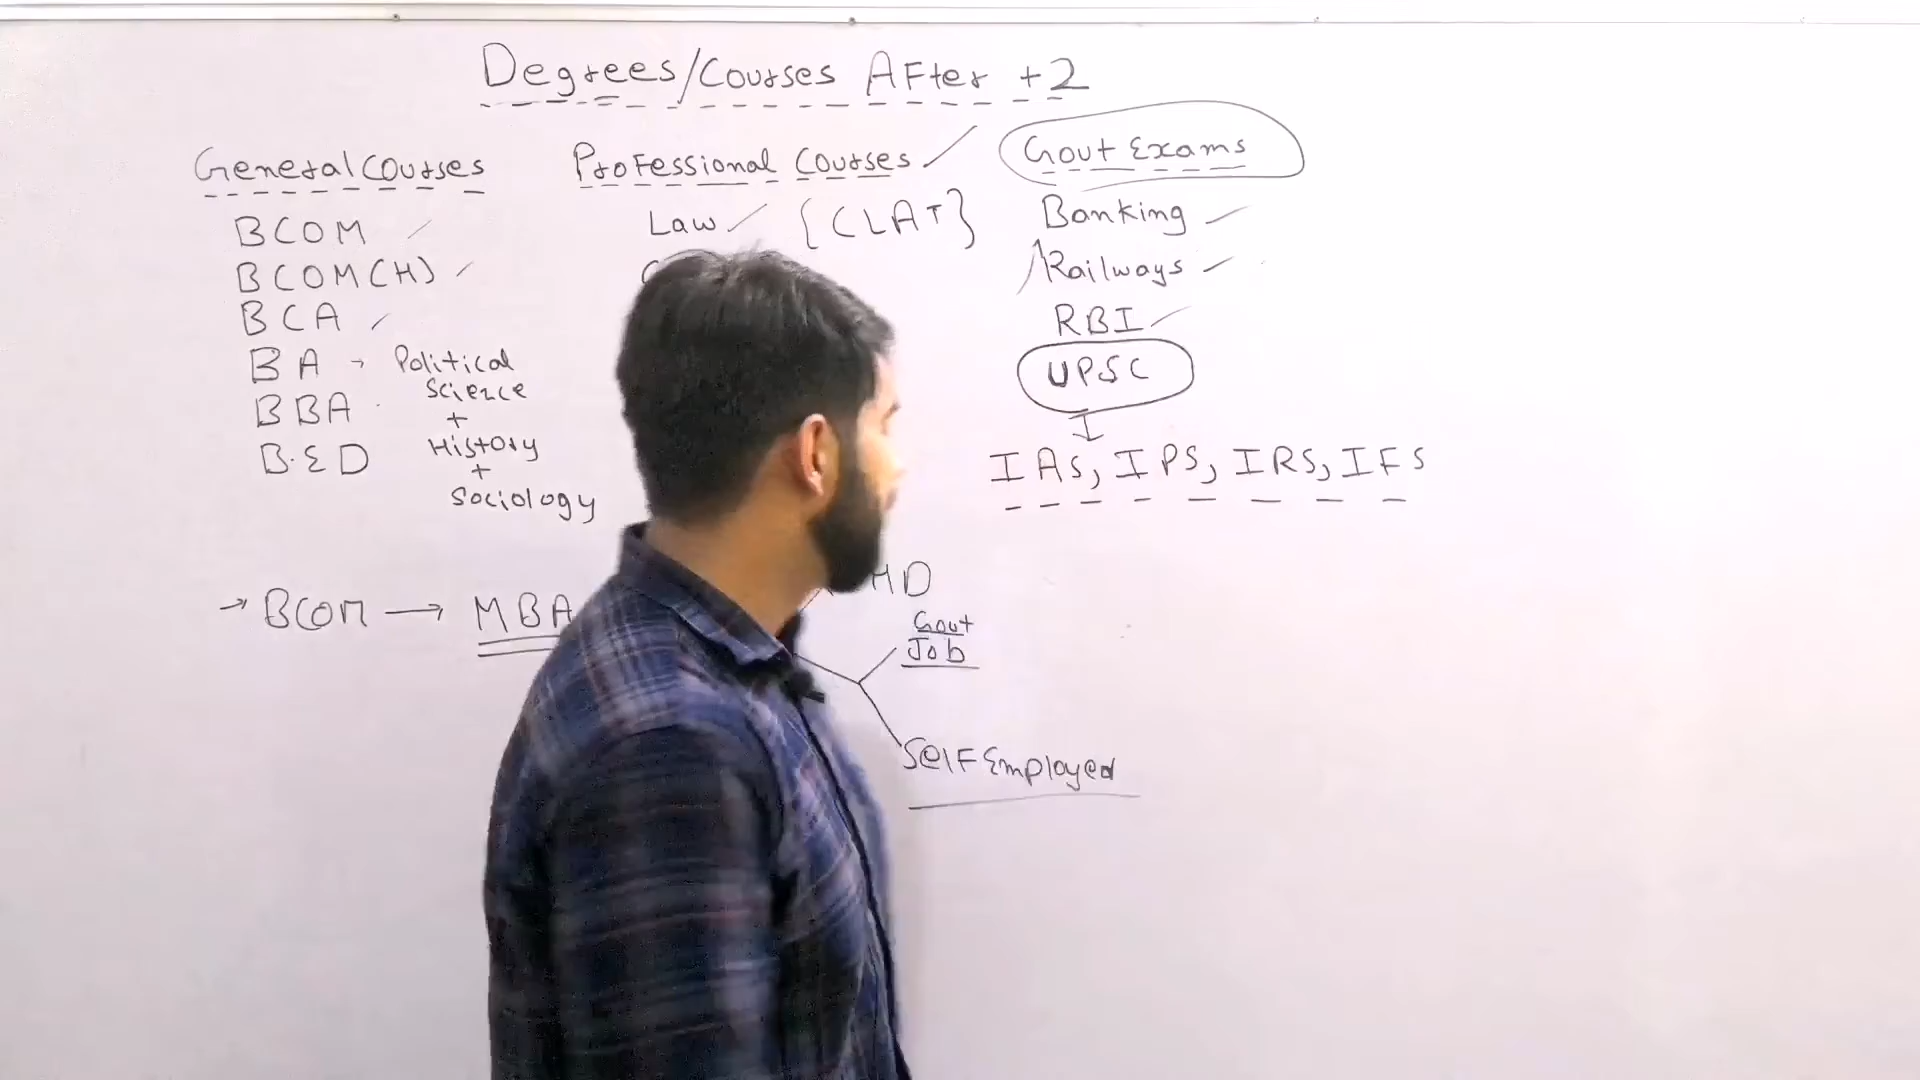 Degrees/Courses After +2
General Courses
BCOM
BCOM(H)
BCA
BA → Political
Science
+
History
+
Sociology
BBA
B.ED
Professional Courses
Law {CLAT}
Govt Exams
Banking
Railways
RBI
UPSC
IAS, IPS, IRS, IFS
→ BCOM → MBA
HD
Govt
Job
Self Employed